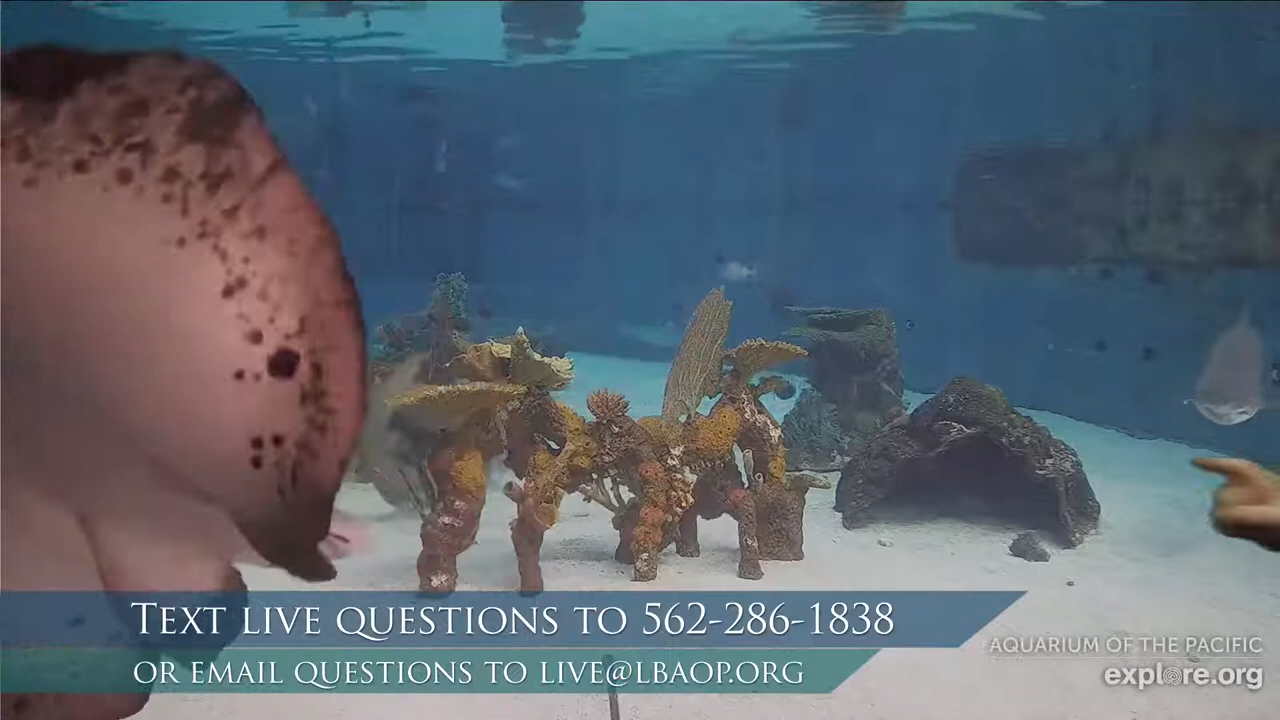 TEXT LIVE QUESTIONS TO 562-286-1838
OR EMAIL QUESTIONS TO LIVE@LBAOP.ORG
AQUARIUM OF THE PACIFIC
explore.org